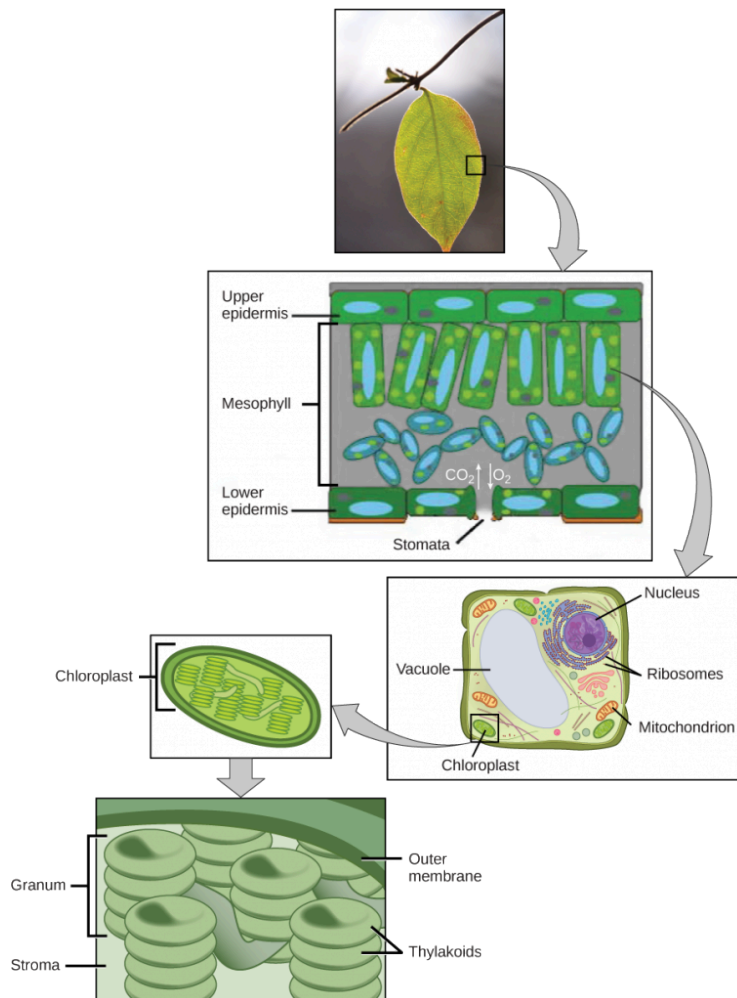 Upper
epidermis
Mesophyll
CO₂
O₂
Lower
epidermis
Stomata
Nucleus
Vacuole
Ribosomes
Mitochondrion
Chloroplast
Chloroplast
Granum
Outer
membrane
Stroma
Thylakoids